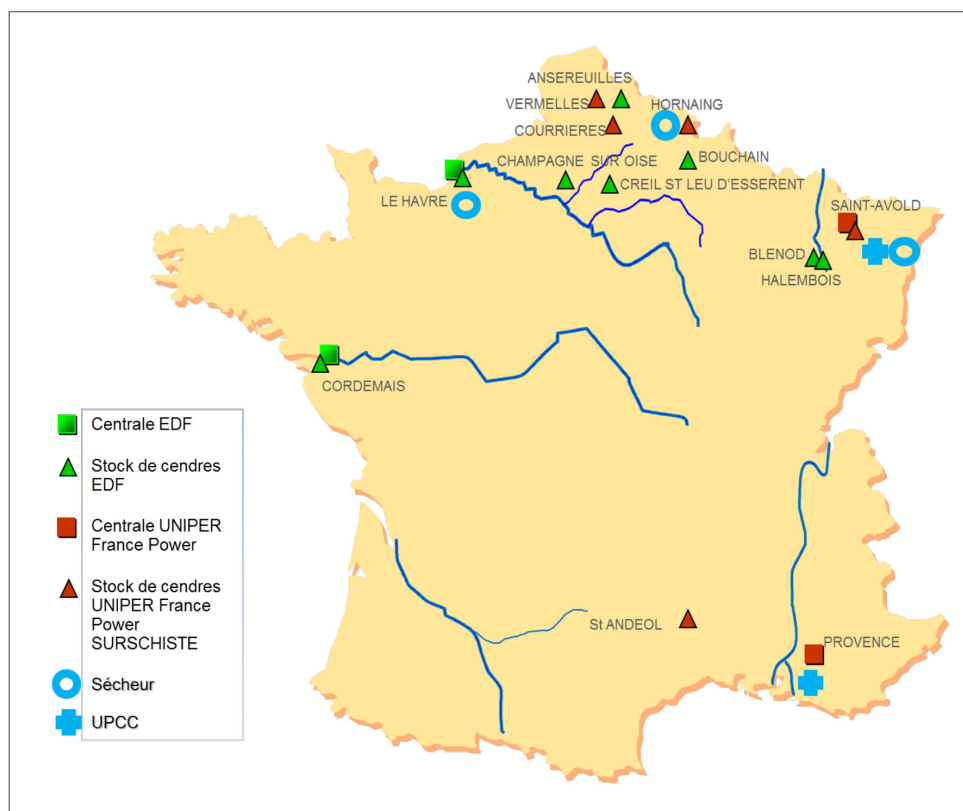 ANSEREUILLES
VERMELLES
HORNAING
COURRIERES
BOUCHAIN
CHAMPAGNE SUR OISE
CREIL ST LEU D'ESSERENT
LE HAVRE
SAINT-AVOLD
BLENOD
HALEMBOIS
CORDEMAIS
Centrale EDF
Stock de cendres
EDF
Centrale UNIPER
France Power
Stock de cendres
UNIPER France
Power
SURSCHISTE
Sécheur
UPCC
St ANDEOL
PROVENCE